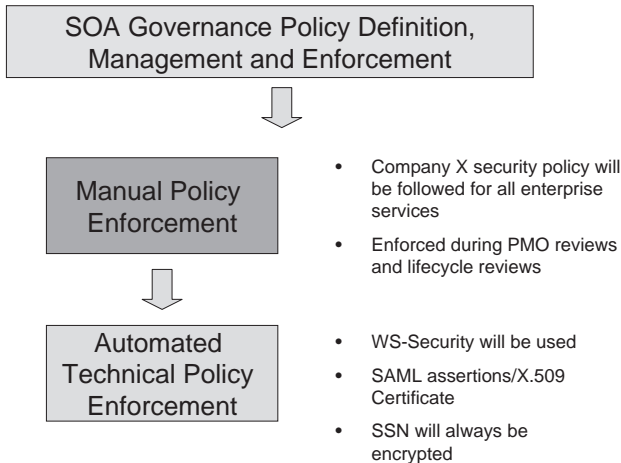 SOA Governance Policy Definition,
Management and Enforcement
Manual Policy
Enforcement
• Company X security policy will
be followed for all enterprise
services
• Enforced during PMO reviews
and lifecycle reviews
Automated
Technical Policy
Enforcement
• WS-Security will be used
• SAML assertions/X.509
Certificate
• SSN will always be
encrypted